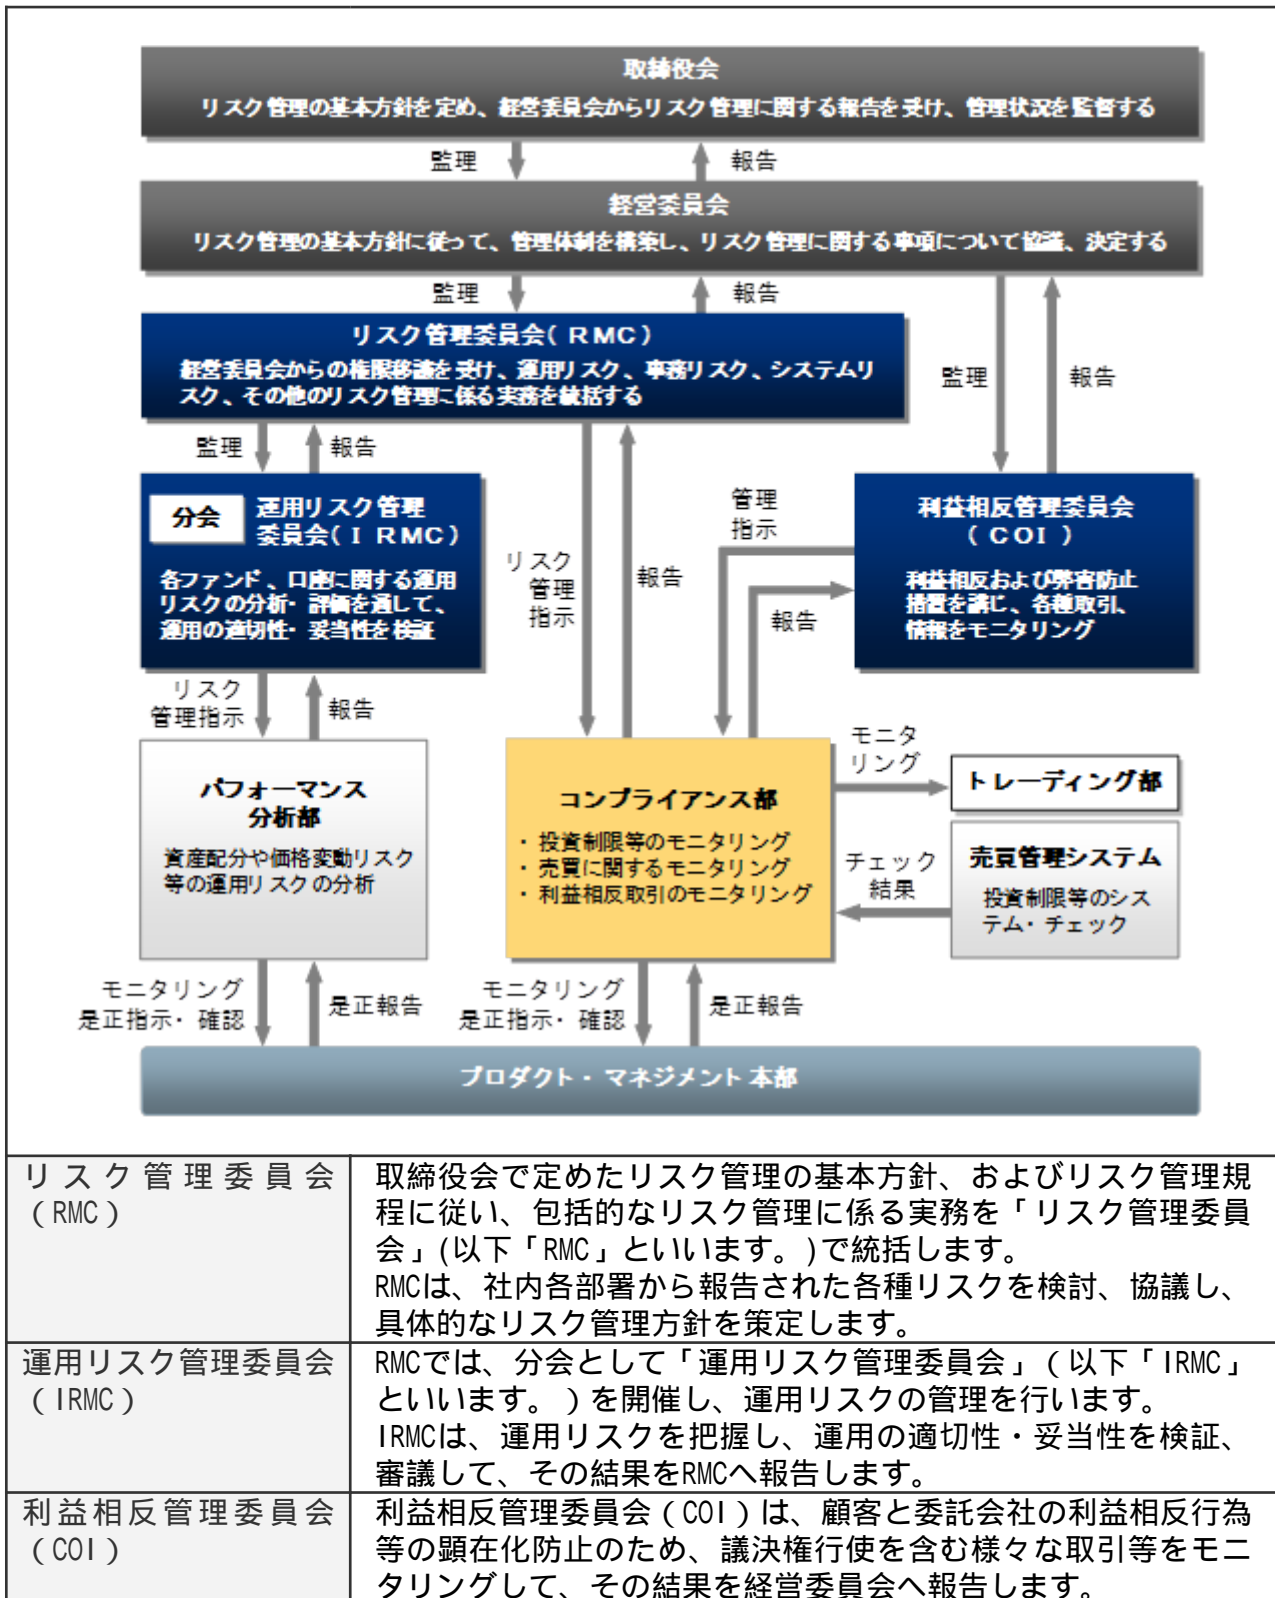 取締役会
リスク管理の基本方針を定め、経営委員会からリスク管理に関する報告を受け、管理状況を監督する
監理
報告
経営委員会
リスク管理の基本方針に従って、管理体制を構築し、リスク管理に関する事項について協議、決定する
監理
報告
監理
報告
リスク管理委員会(RMC)
経営委員会からの権限移譲を受け、運用リスク、事務リスク、システムリ
スク、その他のリスク管理に係る実務を統括する
監理
報告
分会
運用リスク管理
委員会(IRMC)
各ファンド、口座に関する運用
リスクの分析・評価を通して、
運用の適切性・妥当性を検証
リスク
管理
指示
報告
管理
指示
報告
利益相反管理委員会
(COI)
利益相反および弊害防止
措置を講じ、各種取引、
情報をモニタリング
リスク
管理指示
報告
パフォーマンス
分析部
資産配分や価格変動リスク
等の運用リスクの分析
コンプライアンス部
・投資制限等のモニタリング
・売買に関するモニタリング
・利益相反取引のモニタリング
モニタ
リング
トレーディング部
チェック
結果
売買管理システム
投資制限等のシス
テム・チェック
モニタリング
是正指示・確認
是正報告
モニタリング
是正指示・確認
是正報告
プロダクト・マネジメント本部
リスク管理委員会
（RMC）
取締役会で定めたリスク管理の基本方針、およびリスク管理規
程に従い、包括的なリスク管理に係る実務を「リスク管理委員
会」(以下「RMC」といいます。)で統括します。
RMCは、社内各部署から報告された各種リスクを検討、協議し、
具体的なリスク管理方針を策定します。
運用リスク管理委員会
（IRMC）
RMCでは、分会として「運用リスク管理委員会」（以下「IRMC」
といいます。）を開催し、運用リスクの管理を行います。
IRMCは、運用リスクを把握し、運用の適切性・妥当性を検証、
審議して、その結果をRMCへ報告します。
利益相反管理委員会
（COI）
利益相反管理委員会（COI）は、顧客と委託会社の利益相反行為
等の顕在化防止のため、議決権行使を含む様々な取引等をモニ
タリングして、その結果を経営委員会へ報告します。